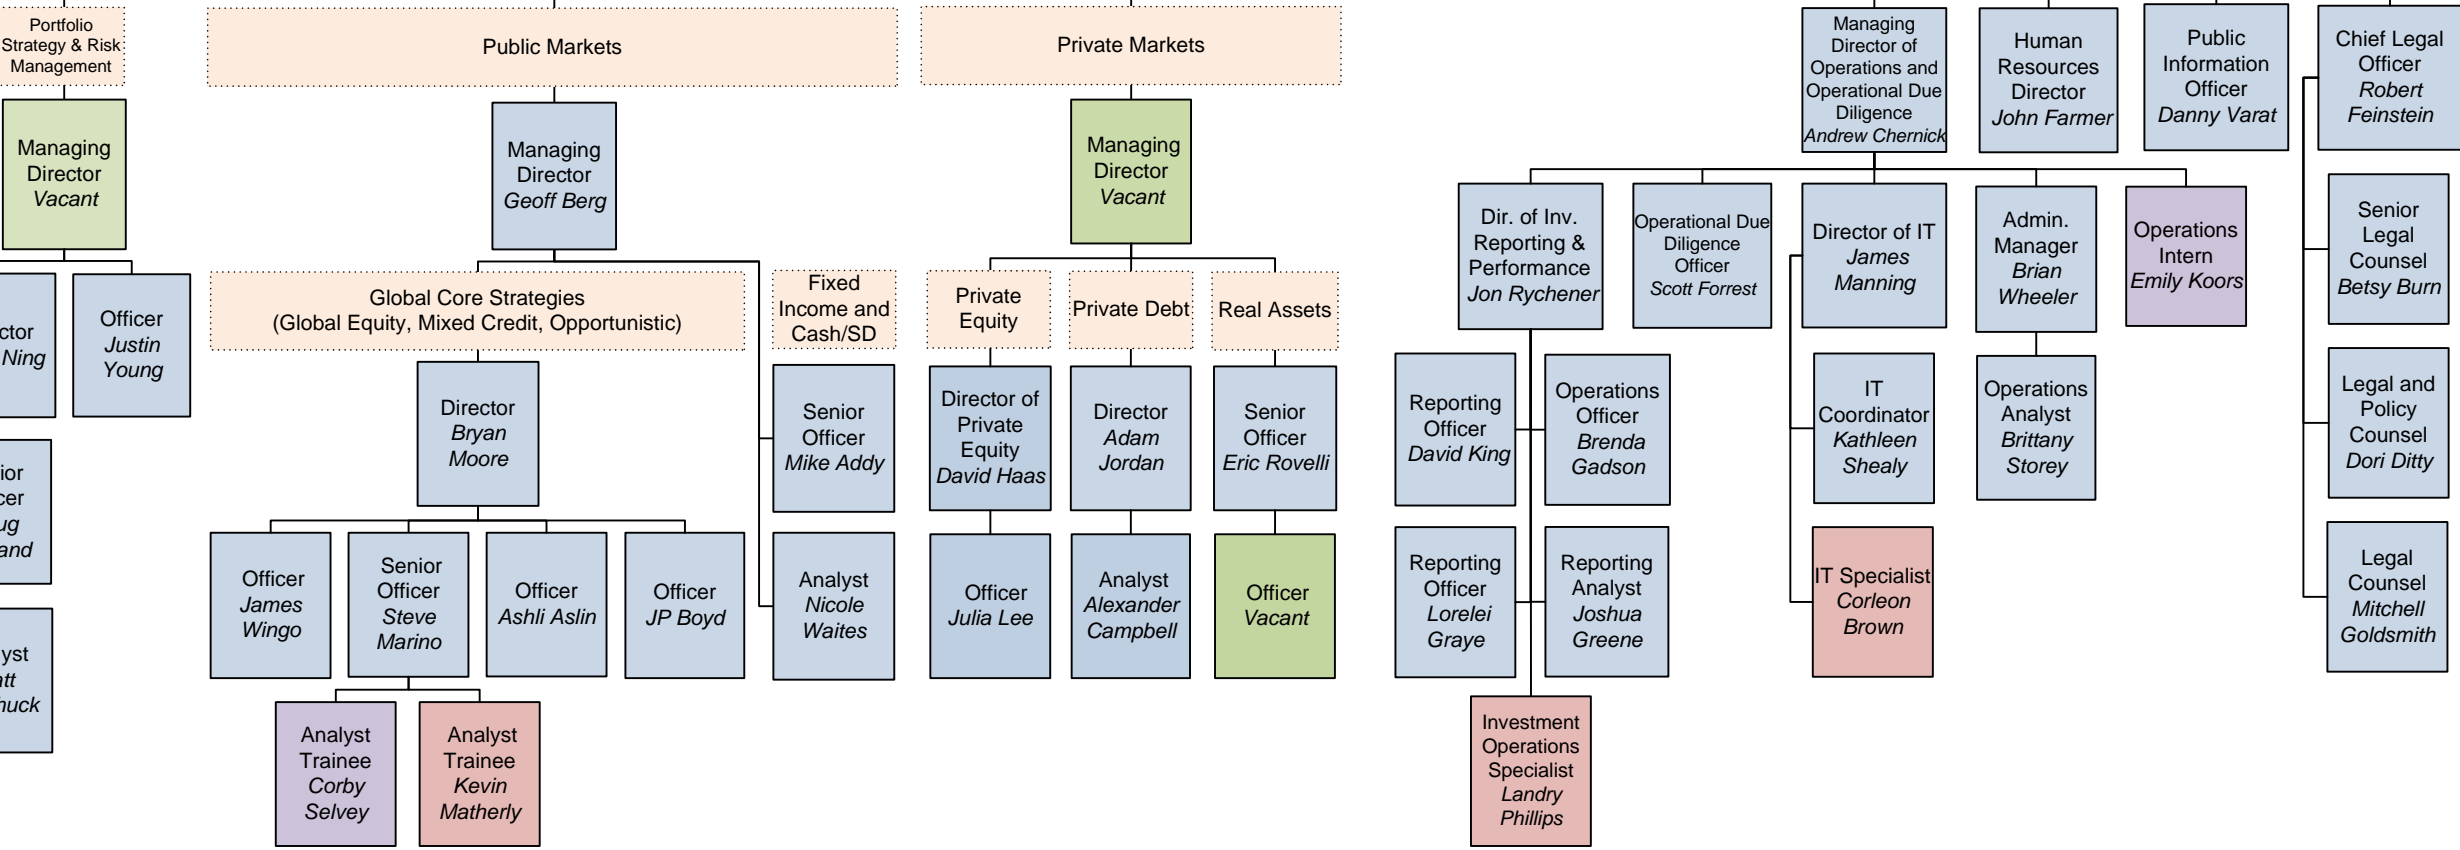 Portfolio
Strategy & Risk
Management
Managing
Director
Vacant
Ning
Officer
Justin
Young
Public Markets
Managing
Director
Geoff Berg
Global Core Strategies
(Global Equity, Mixed Credit, Opportunistic)
Director
Bryan
Moore
Officer
James
Wingo
Senior
Officer
Steve
Marino
Officer
Ashli Aslin
Officer
JP Boyd
Analyst
Trainee
Corby
Selvey
Analyst
Trainee
Kevin
Matherly
Fixed
Income and
Cash/SD
Senior
Officer
Mike Addy
Analyst
Nicole
Waites
Private Markets
Managing
Director
Vacant
Private
Equity
Director of
Private
Equity
David Haas
Officer
Julia Lee
Private Debt
Director
Adam
Jordan
Analyst
Alexander
Campbell
Real Assets
Senior
Officer
Eric Rovelli
Officer
Vacant
Managing
Director of
Operations and
Operational Due
Diligence
Andrew Chernick
Dir. of Inv.
Reporting &
Performance
Jon Rychener
Reporting
Officer
David King
Operations
Officer
Brenda
Gadson
Reporting
Officer
Lorelei
Graye
Reporting
Analyst
Joshua
Greene
Investment
Operations
Specialist
Landry
Phillips
Operational Due
Diligence
Officer
Scott Forrest
Director of IT
James
Manning
IT
Coordinator
Kathleen
Shealy
IT Specialist
Corleon
Brown
Admin.
Manager
Brian
Wheeler
Operations
Analyst
Brittany
Storey
Operations
Intern
Emily Koors
Human
Resources
Director
John Farmer
Public
Information
Officer
Danny Varat
Chief Legal
Officer
Robert
Feinstein
Senior
Legal
Counsel
Betsy Burn
Legal and
Policy
Counsel
Dori Ditty
Legal
Counsel
Mitchell
Goldsmith